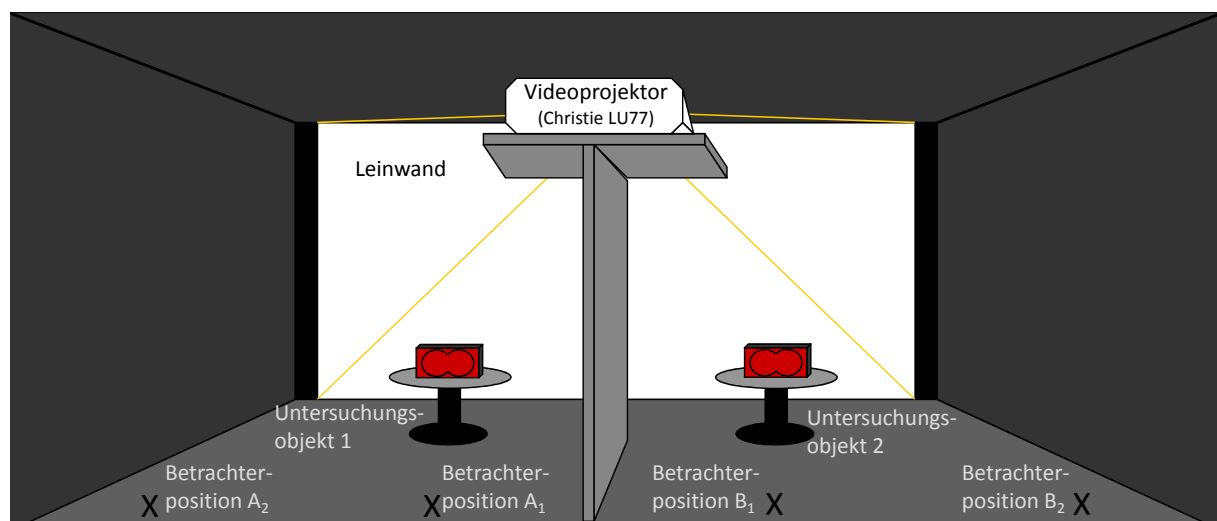 Videoprojektor
(Christie LU77)
Leinwand
Untersuchungs-
objekt 1
Untersuchungs-
objekt 2
Betrachter-
position A₂
X
Betrachter-
position A₁
X
Betrachter-
position B₁
X
Betrachter-
position B₂
X